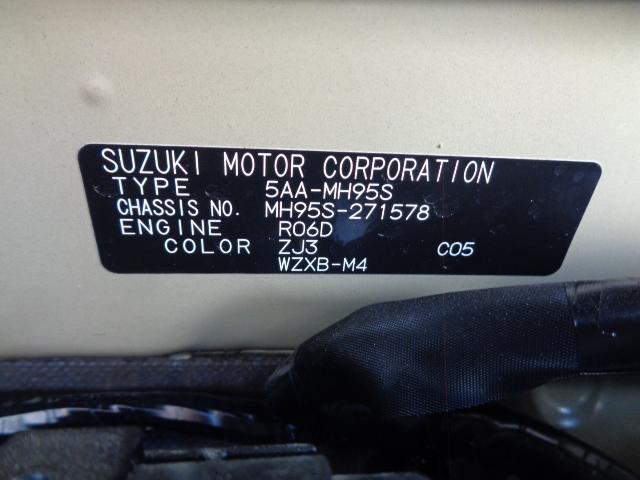 SUZUKI MOTOR CORPORATION
TYPE 5AA-MH95S
CHASSIS NO. MH95S-271578
ENGINE R06D
COLOR ZJ3 C05
WZXB-M4